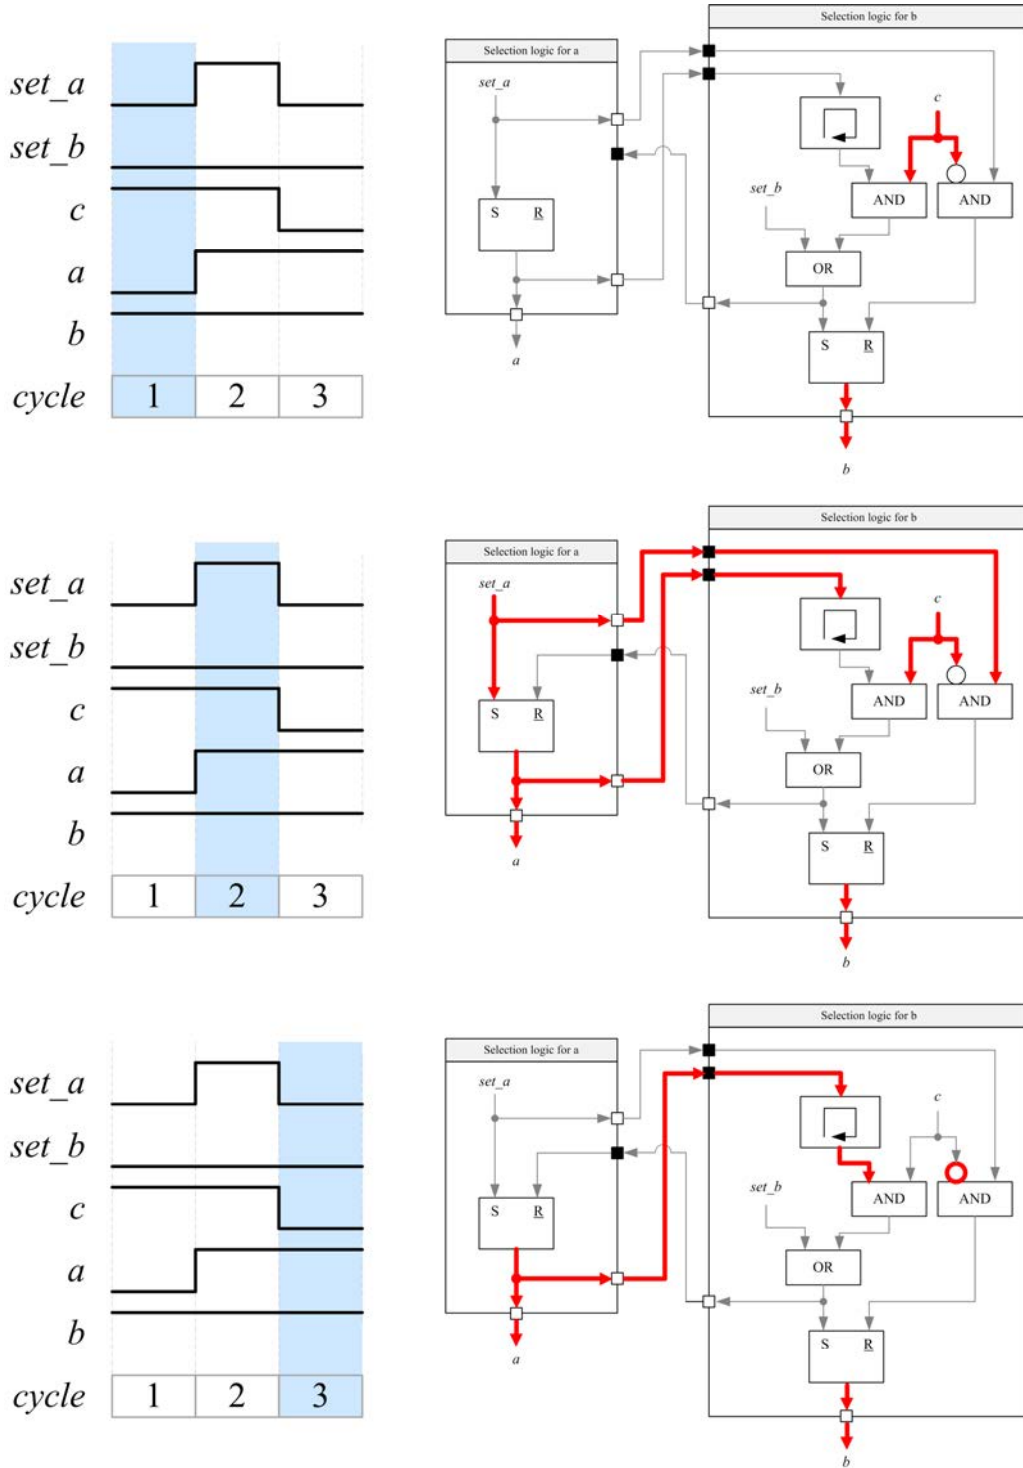 set_a
set_b
c
a
b
cycle 1 2 3
Selection logic for a
set_a
S R
a
Selection logic for b
c
set_b
AND AND
OR
S R
b
set_a
set_b
c
a
b
cycle 1 2 3
Selection logic for a
set_a
S R
a
Selection logic for b
c
set_b
AND AND
OR
S R
b
set_a
set_b
c
a
b
cycle 1 2 3
Selection logic for a
set_a
S R
a
Selection logic for b
c
set_b
AND AND
OR
S R
b